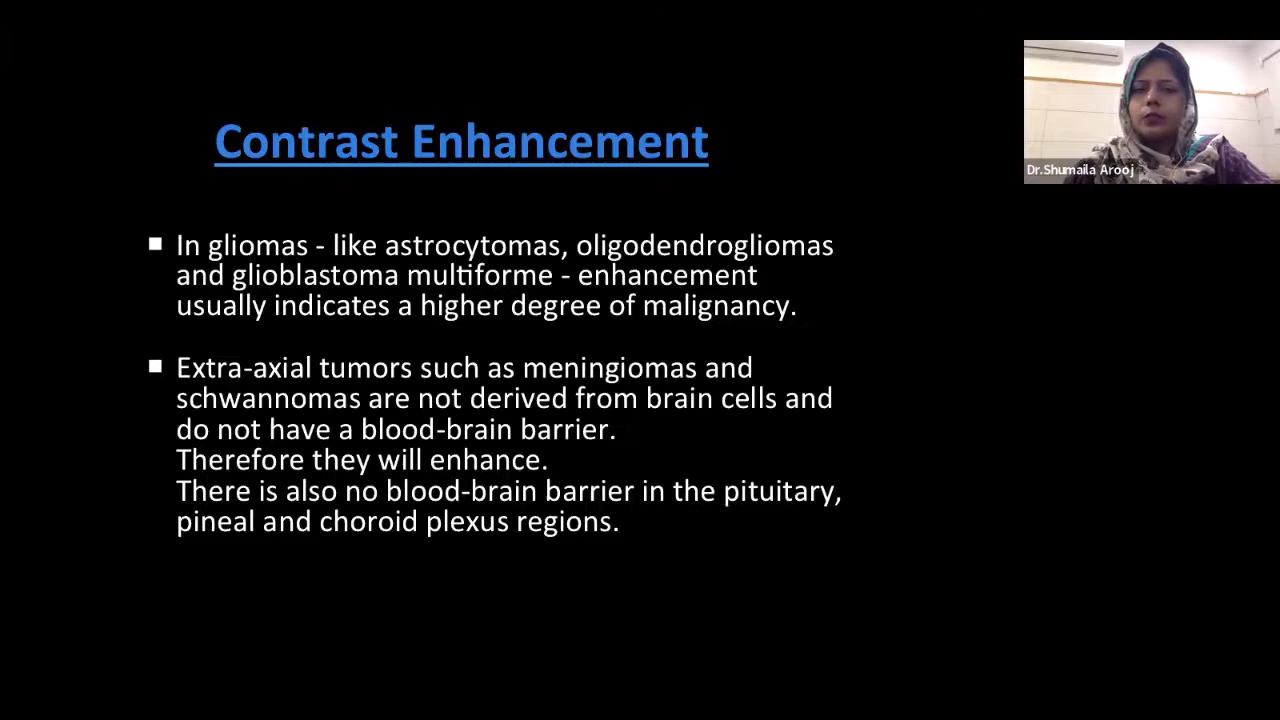 Contrast Enhancement
Dr.Shumaila Arooj
▪ In gliomas - like astrocytomas, oligodendrogliomas
and glioblastoma multiforme - enhancement
usually indicates a higher degree of malignancy.
▪ Extra-axial tumors such as meningiomas and
schwannomas are not derived from brain cells and
do not have a blood-brain barrier.
Therefore they will enhance.
There is also no blood-brain barrier in the pituitary,
pineal and choroid plexus regions.